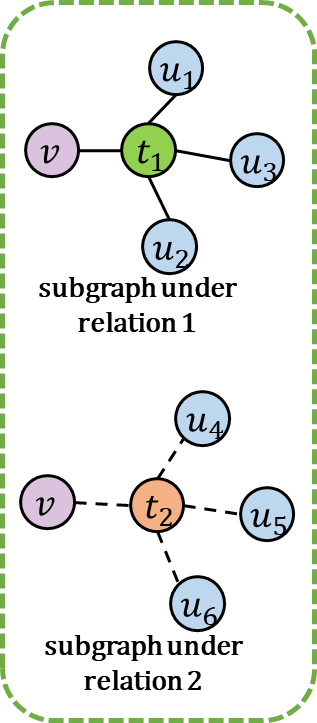 u1
v
t1
u3
u2
subgraph under
relation 1
u4
v
t2
u5
u6
subgraph under
relation 2